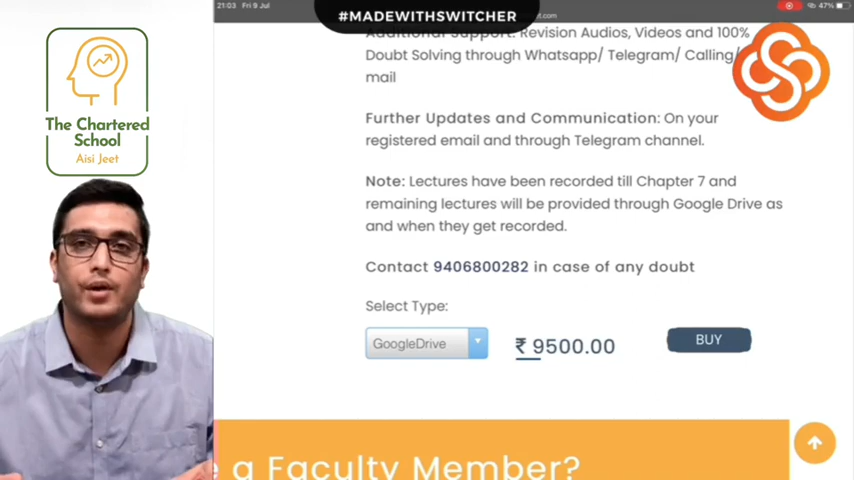 21:03 Fri 9 Jul
#MADEWITHSWITCHER
.com
47%
The Chartered
School
Aisi Jeet
Additional Support: Revision Audios, Videos and 100%
Doubt Solving through Whatsapp/ Telegram/ Calling/
mail
Further Updates and Communication: On your
registered email and through Telegram channel.
Note: Lectures have been recorded till Chapter 7 and
remaining lectures will be provided through Google Drive as
and when they get recorded.
Contact 9406800282 in case of any doubt
Select Type:
GoogleDrive
₹ 9500.00
BUY
a Faculty Member?